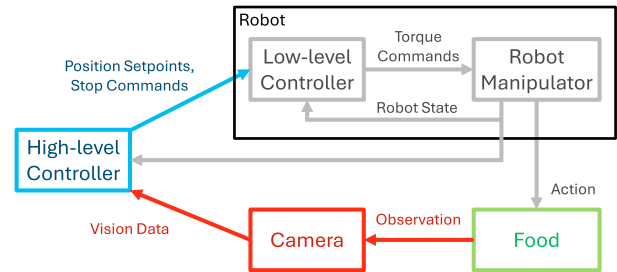 Robot
Position Setpoints,
Stop Commands
Low-level
Controller
Torque
Commands
Robot
Manipulator
Robot State
High-level
Controller
Action
Vision Data
Camera
Observation
Food